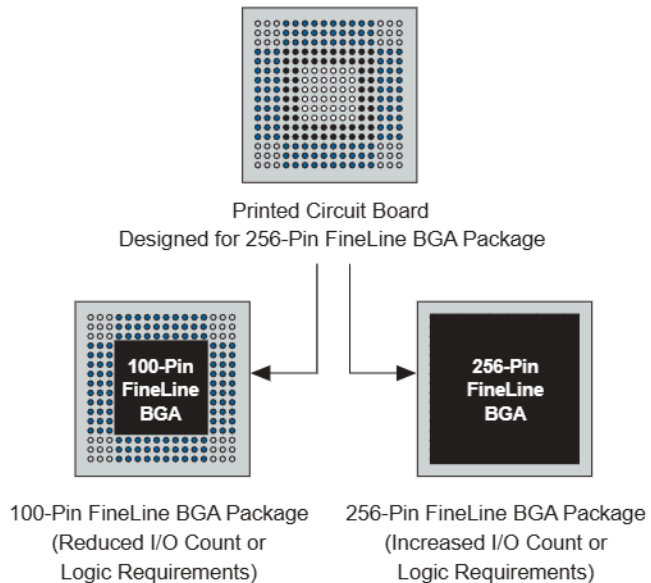 Printed Circuit Board
Designed for 256-Pin FineLine BGA Package
100-Pin
FineLine
BGA
256-Pin
FineLine
BGA
100-Pin FineLine BGA Package
(Reduced I/O Count or
Logic Requirements)
256-Pin FineLine BGA Package
(Increased I/O Count or
Logic Requirements)